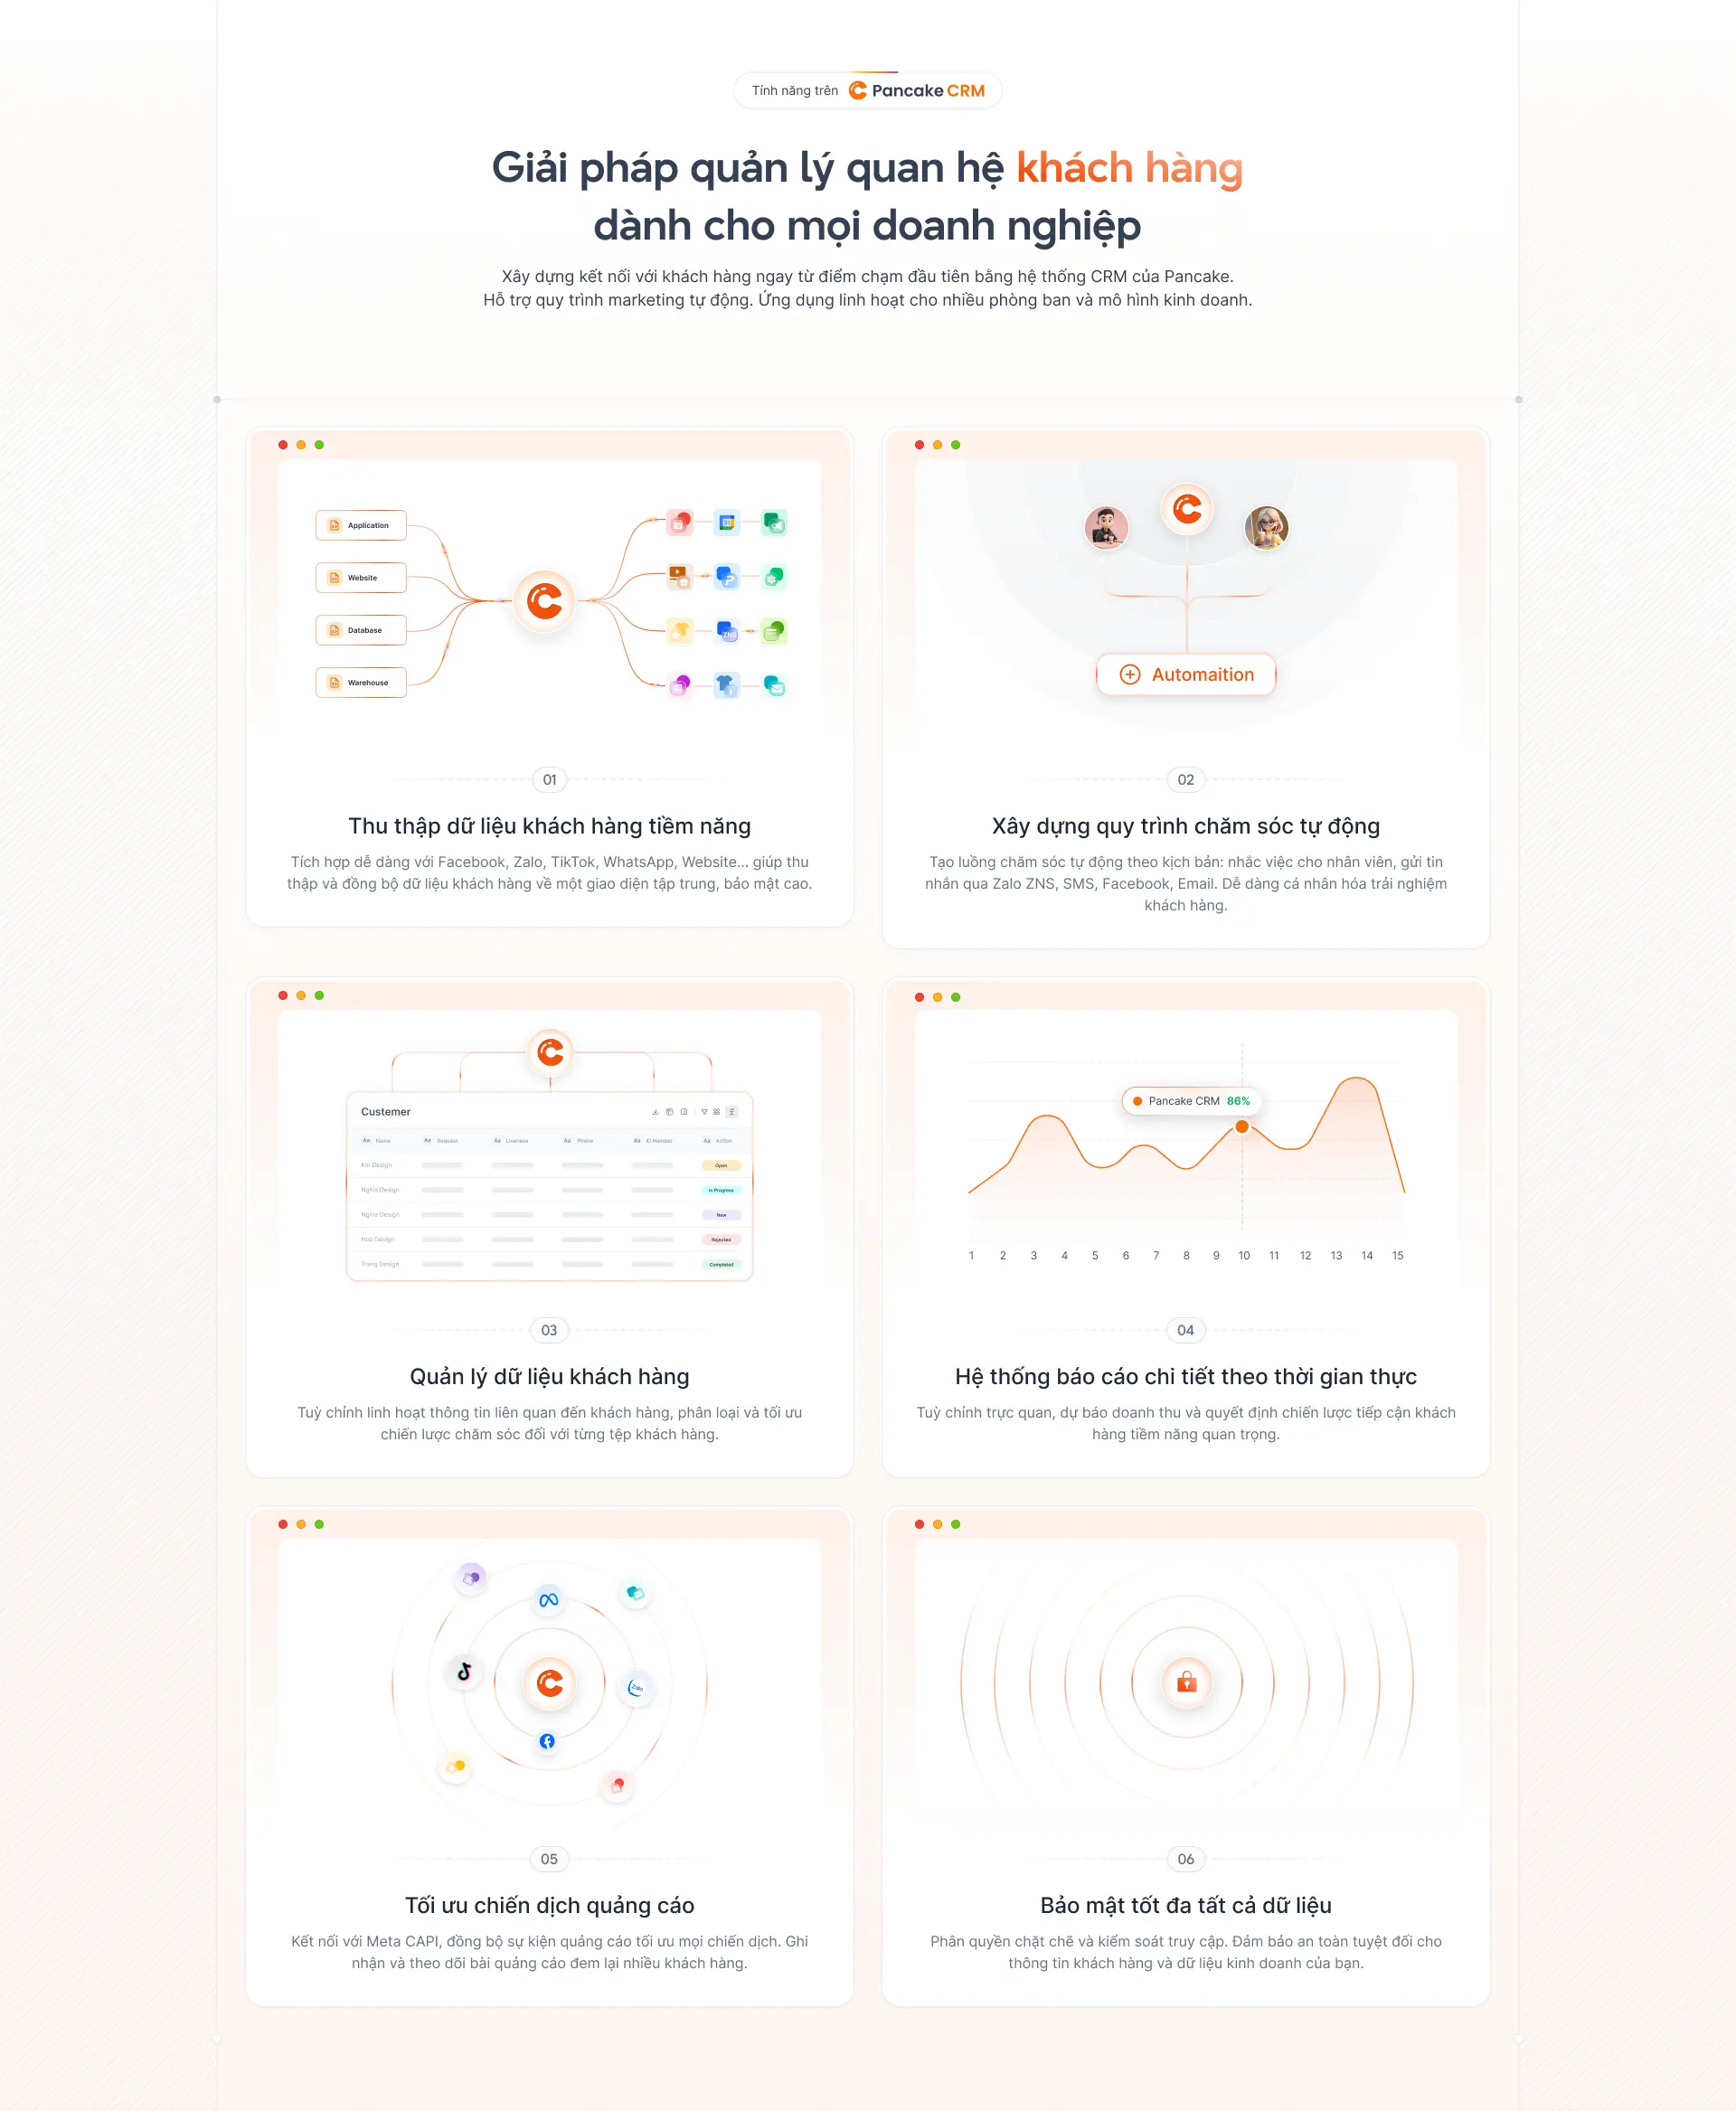 Tính năng trên Pancake CRM
Giải pháp quản lý quan hệ khách hàng
dành cho mọi doanh nghiệp
Xây dựng kết nối với khách hàng ngay từ điểm chạm đầu tiên bằng hệ thống CRM của Pancake.
Hỗ trợ quy trình marketing tự động. Ứng dụng linh hoạt cho nhiều phòng ban và mô hình kinh doanh.
Application
Website
Database
Warehouse
31
ZNS
01
Thu thập dữ liệu khách hàng tiềm năng
Tích hợp dễ dàng với Facebook, Zalo, TikTok, WhatsApp, Website... giúp thu
thập và đồng bộ dữ liệu khách hàng về một giao diện tập trung, bảo mật cao.
Automaition
02
Xây dựng quy trình chăm sóc tự động
Tạo luồng chăm sóc tự động theo kịch bản: nhắc việc cho nhân viên, gửi tin
nhắn qua Zalo ZNS, SMS, Facebook, Email. Dễ dàng cá nhân hóa trải nghiệm
khách hàng.
Custemer
Aa Name Aa Request Aa Liveness Aa Phone Aa ID Number Aa Action
Kin Design Open
Nghĩa Design In Progress
Nghĩa Design New
Hoà Design Rejected
Trang Design Completed
03
Quản lý dữ liệu khách hàng
Tuỳ chỉnh linh hoạt thông tin liên quan đến khách hàng, phân loại và tối ưu
chiến lược chăm sóc đối với từng tệp khách hàng.
Pancake CRM 86%
1 2 3 4 5 6 7 8 9 10 11 12 13 14 15
04
Hệ thống báo cáo chi tiết theo thời gian thực
Tuỳ chỉnh trực quan, dự báo doanh thu và quyết định chiến lược tiếp cận khách
hàng tiềm năng quan trọng.
Zalo
05
Tối ưu chiến dịch quảng cáo
Kết nối với Meta CAPI, đồng bộ sự kiện quảng cáo tối ưu mọi chiến dịch. Ghi
nhận và theo dõi bài quảng cáo đem lại nhiều khách hàng.
06
Bảo mật tốt đa tất cả dữ liệu
Phân quyền chặt chẽ và kiểm soát truy cập. Đảm bảo an toàn tuyệt đối cho
thông tin khách hàng và dữ liệu kinh doanh của bạn.